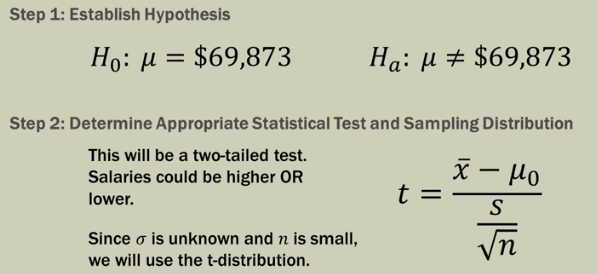 Step 1: Establish Hypothesis
H₀: μ = $69,873 Hₐ: μ ≠ $69,873
Step 2: Determine Appropriate Statistical Test and Sampling Distribution
This will be a two-tailed test.
Salaries could be higher OR
lower.
Since σ is unknown and n is small,
we will use the t-distribution.
t = (x̄ − μ₀) / (s / √n)